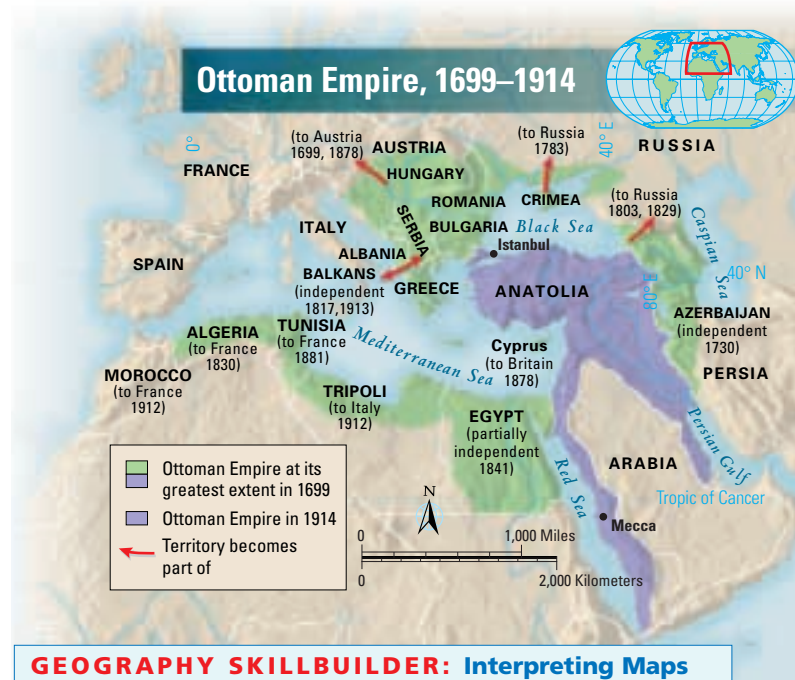 Ottoman Empire, 1699–1914
0°
(to Austria
1699, 1878)
AUSTRIA
(to Russia
1783)
40° E
RUSSIA
FRANCE
HUNGARY
ROMANIA
CRIMEA
(to Russia
1803, 1829)
SERBIA
BULGARIA
Black Sea
Caspian Sea
ITALY
Istanbul
ALBANIA
SPAIN
BALKANS
(independent
1817,1913)
GREECE
ANATOLIA
80°E
40° N
AZERBAIJAN
(independent
1730)
ALGERIA
(to France
1830)
TUNISIA
(to France
1881)
Mediterranean Sea
Cyprus
(to Britain
1878)
PERSIA
MOROCCO
(to France
1912)
TRIPOLI
(to Italy
1912)
EGYPT
(partially
independent
1841)
Persian Gulf
Red Sea
ARABIA
Tropic of Cancer
Mecca
Ottoman Empire at its
greatest extent in 1699
Ottoman Empire in 1914
Territory becomes
part of
N
0
1,000 Miles
0
2,000 Kilometers
GEOGRAPHY SKILLBUILDER: Interpreting Maps